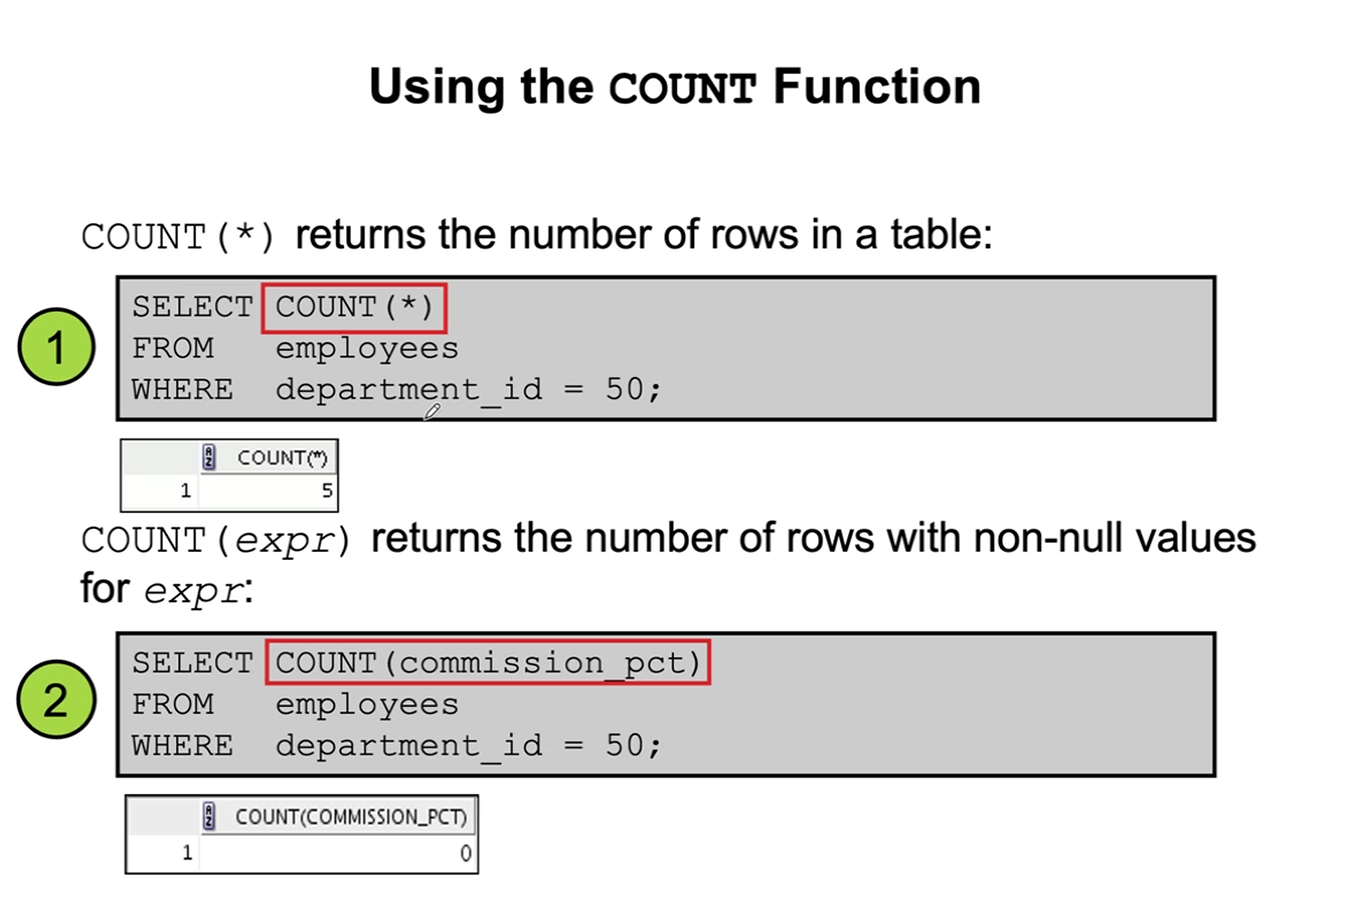 Using the COUNT Function
COUNT(*) returns the number of rows in a table:
1
SELECT COUNT(*)
FROM employees
WHERE department_id = 50;
COUNT(*)
1 5
COUNT(expr) returns the number of rows with non-null values
for expr:
2
SELECT COUNT(commission_pct)
FROM employees
WHERE department_id = 50;
COUNT(COMMISSION_PCT)
1 0